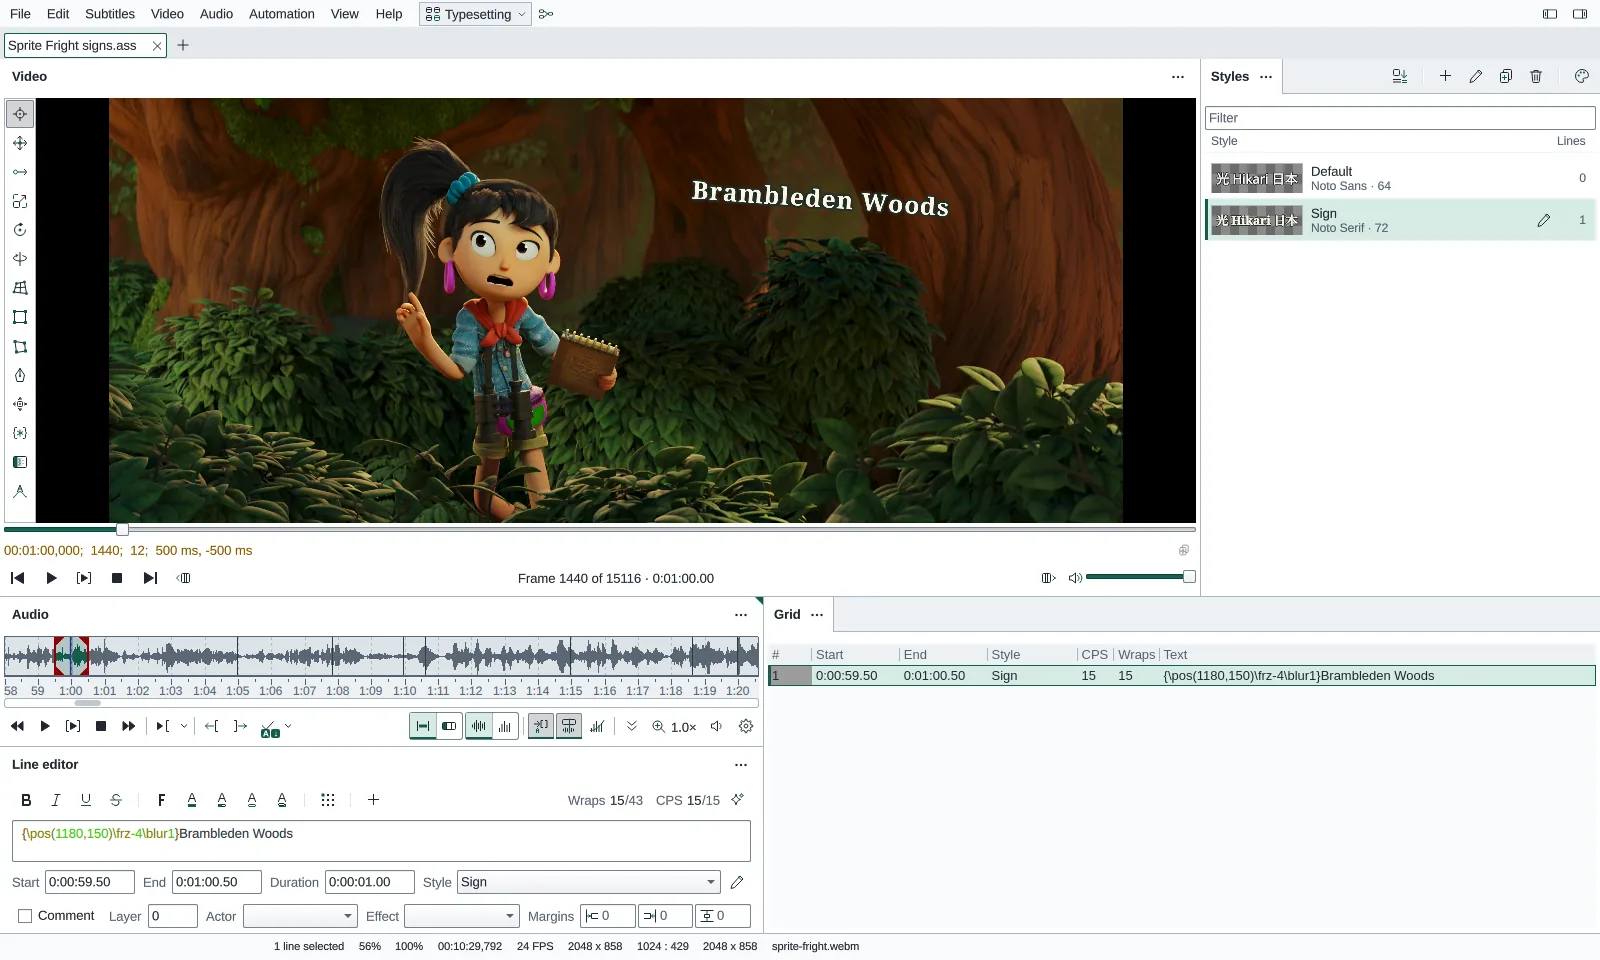 File Edit Subtitles Video Audio Automation View Help Typesetting
Sprite Fright signs.ass
Video
Brambleden Woods
00:01:00,000; 1440; 12; 500 ms, -500 ms
Frame 1440 of 15116 · 0:01:00.00
Styles
Filter
Style Lines
光 Hikari 日本 Default 0
Noto Sans · 64
光 Hikari 日本 Sign 1
Noto Serif · 72
Audio
58 59 1:00 1:01 1:02 1:03 1:04 1:05 1:06 1:07 1:08 1:09 1:10 1:11 1:12 1:13 1:14 1:15 1:16 1:17 1:18 1:19 1:20
1.0×
Line editor
B I U S F A A A A Wraps 15/43 CPS 15/15
{\pos(1180,150)\frz-4\blur1}Brambleden Woods
Start 0:00:59.50 End 0:01:00.50 Duration 0:00:01.00 Style Sign
Comment Layer 0 Actor Effect Margins 0 0 0
Grid
# Start End Style CPS Wraps Text
1 0:00:59.50 0:01:00.50 Sign 15 15 {\pos(1180,150)\frz-4\blur1}Brambleden Woods
1 line selected 56% 100% 00:10:29,792 24 FPS 2048 x 858 1024 : 429 2048 x 858 sprite-fright.webm